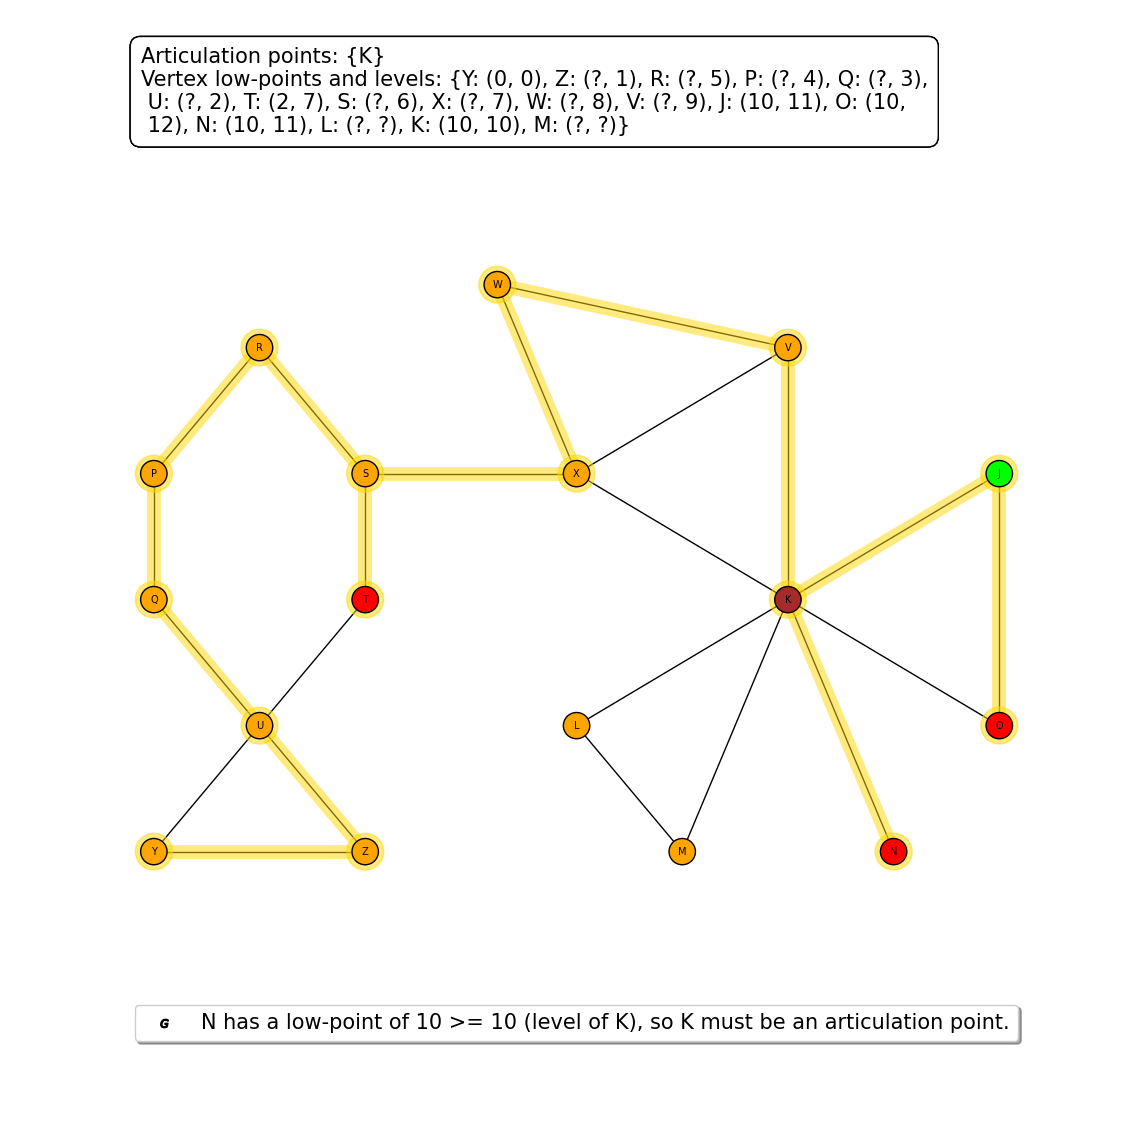 Articulation points: {K}
Vertex low-points and levels: {Y: (0, 0), Z: (?, 1), R: (?, 5), P: (?, 4), Q: (?, 3),
U: (?, 2), T: (2, 7), S: (?, 6), X: (?, 7), W: (?, 8), V: (?, 9), J: (10, 11), O: (10,
12), N: (10, 11), L: (?, ?), K: (10, 10), M: (?, ?)}
W
R
V
P
S
X
J
Q
T
K
U
L
O
Y
Z
M
N
G N has a low-point of 10 >= 10 (level of K), so K must be an articulation point.